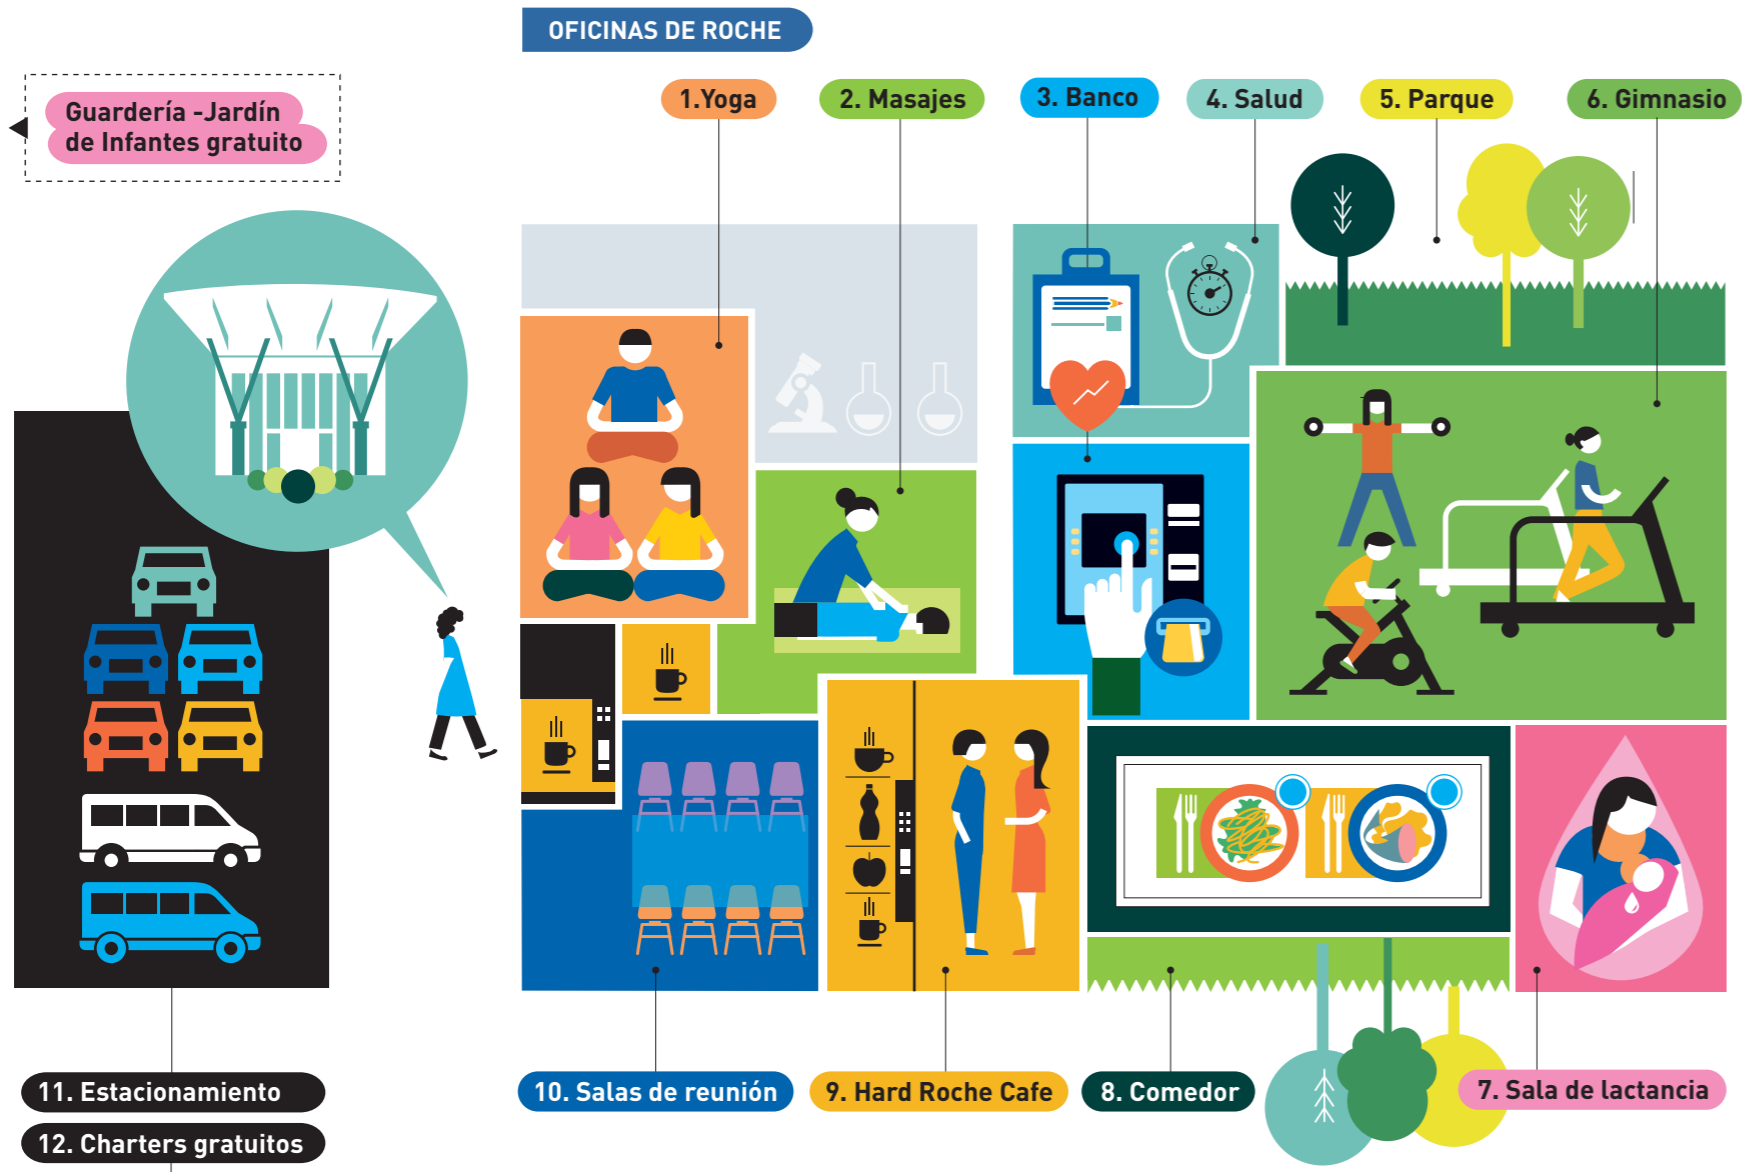 OFICINAS DE ROCHE
Guardería -Jardín
de Infantes gratuito
1.Yoga
2. Masajes
3. Banco
4. Salud
5. Parque
6. Gimnasio
11. Estacionamiento
12. Charters gratuitos
10. Salas de reunión
9. Hard Roche Cafe
8. Comedor
7. Sala de lactancia